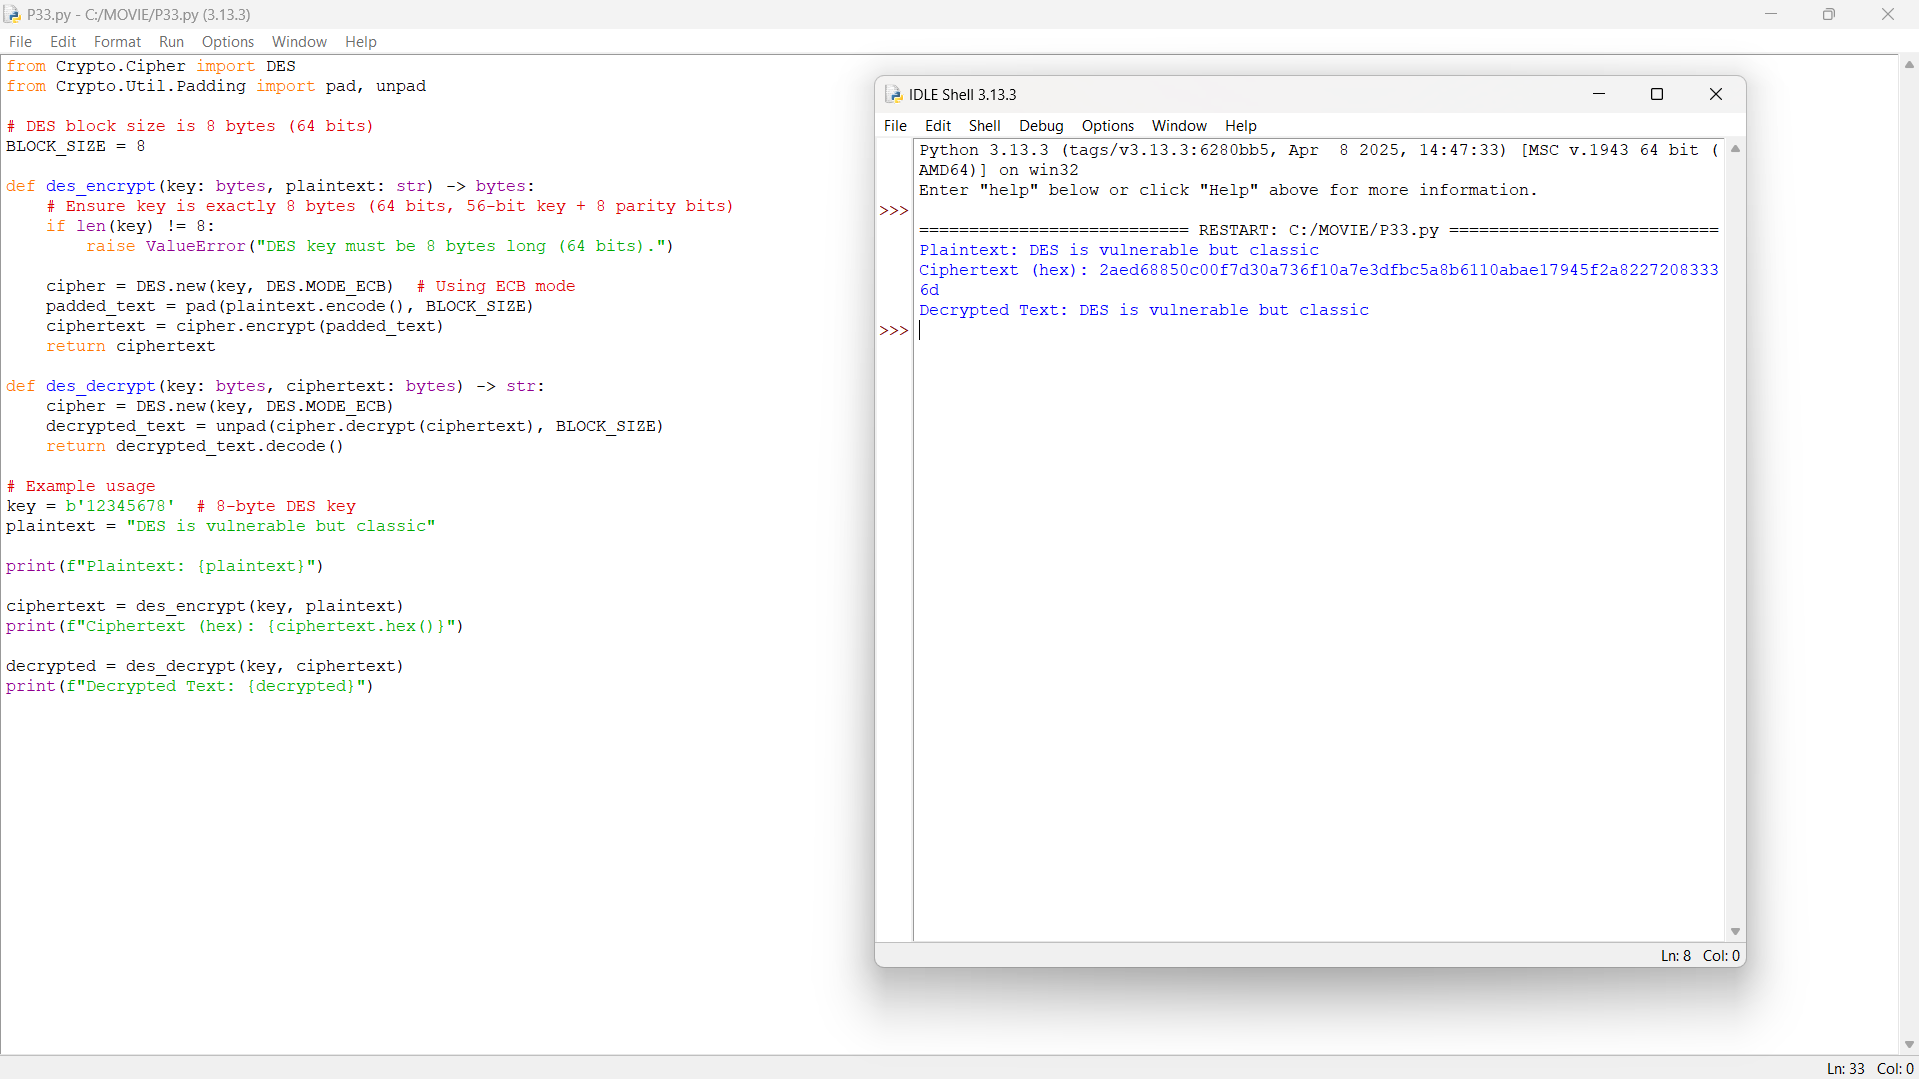 P33.py - C:/MOVIE/P33.py (3.13.3)
File Edit Format Run Options Window Help
from Crypto.Cipher import DES
from Crypto.Util.Padding import pad, unpad

# DES block size is 8 bytes (64 bits)
BLOCK_SIZE = 8

def des_encrypt(key: bytes, plaintext: str) -> bytes:
    # Ensure key is exactly 8 bytes (64 bits, 56-bit key + 8 parity bits)
    if len(key) != 8:
        raise ValueError("DES key must be 8 bytes long (64 bits).")

    cipher = DES.new(key, DES.MODE_ECB)  # Using ECB mode
    padded_text = pad(plaintext.encode(), BLOCK_SIZE)
    ciphertext = cipher.encrypt(padded_text)
    return ciphertext

def des_decrypt(key: bytes, ciphertext: bytes) -> str:
    cipher = DES.new(key, DES.MODE_ECB)
    decrypted_text = unpad(cipher.decrypt(ciphertext), BLOCK_SIZE)
    return decrypted_text.decode()

# Example usage
key = b'12345678'  # 8-byte DES key
plaintext = "DES is vulnerable but classic"

print(f"Plaintext: {plaintext}")

ciphertext = des_encrypt(key, plaintext)
print(f"Ciphertext (hex): {ciphertext.hex()}")

decrypted = des_decrypt(key, ciphertext)
print(f"Decrypted Text: {decrypted}")
IDLE Shell 3.13.3
File Edit Shell Debug Options Window Help
Python 3.13.3 (tags/v3.13.3:6280bb5, Apr  8 2025, 14:47:33) [MSC v.1943 64 bit (
AMD64)] on win32
Enter "help" below or click "Help" above for more information.
>>>
=========================== RESTART: C:/MOVIE/P33.py ===========================
Plaintext: DES is vulnerable but classic
Ciphertext (hex): 2aed68850c00f7d30a736f10a7e3dfbc5a8b6110abae17945f2a8227208333
6d
Decrypted Text: DES is vulnerable but classic
>>>
Ln: 8 Col: 0
Ln: 33 Col: 0